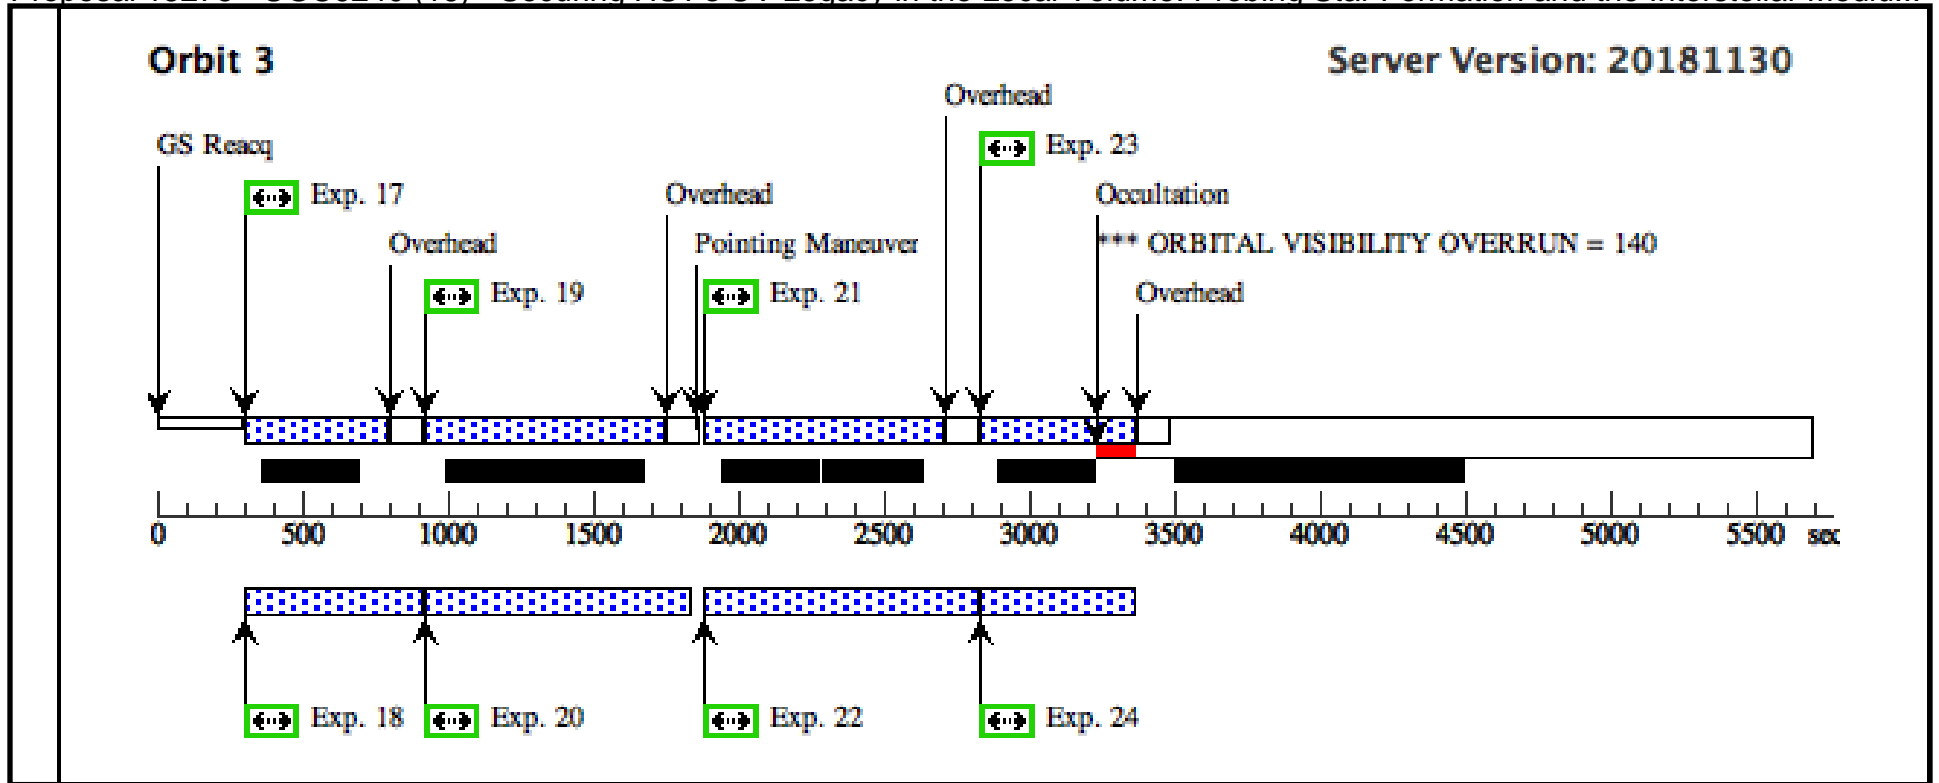 Orbit 3
Server Version: 20181130
Overhead
GS Reacq
Exp. 23
Exp. 17
Overhead
Occultation
Overhead
Pointing Maneuver
*** ORBITAL VISIBILITY OVERRUN = 140
Exp. 19
Exp. 21
Overhead
0 500 1000 1500 2000 2500 3000 3500 4000 4500 5000 5500 sec
Exp. 18
Exp. 20
Exp. 22
Exp. 24